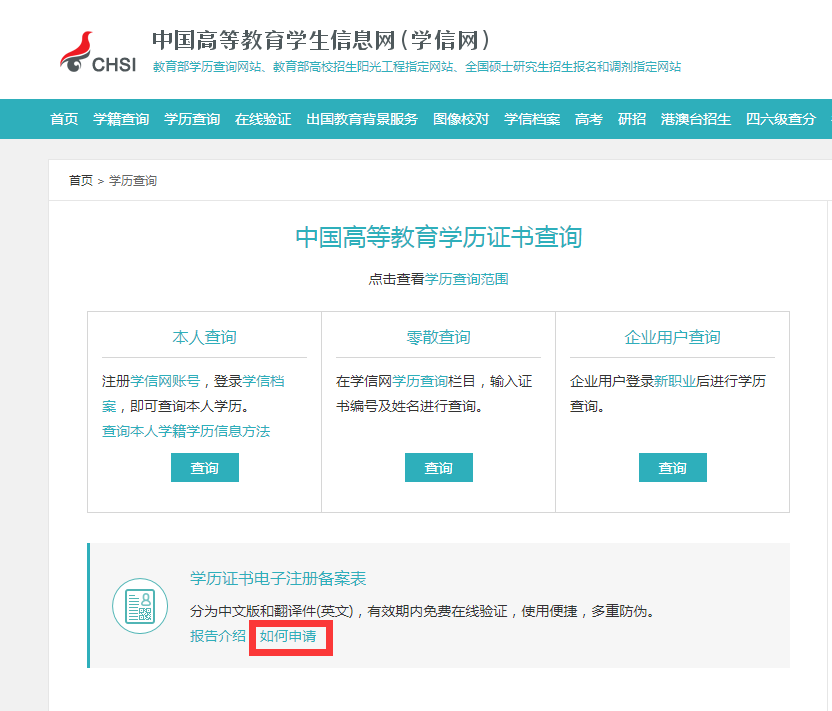 中国高等教育学生信息网(学信网)
CHSI
教育部学历查询网站、教育部高校招生阳光工程指定网站、全国硕士研究生招生报名和调剂指定网站
首页 学籍查询 学历查询 在线验证 出国教育背景服务 图像校对 学信档案 高考 研招 港澳台招生 四六级查分
首页 > 学历查询
中国高等教育学历证书查询
点击查看学历查询范围
本人查询
注册学信网账号，登录学信档
案，即可查询本人学历。
查询本人学籍学历信息方法
查询
零散查询
在学信网学历查询栏目，输入证
书编号及姓名进行查询。
查询
企业用户查询
企业用户登录新职业后进行学历
查询。
查询
学历证书电子注册备案表
分为中文版和翻译件(英文)，有效期内免费在线验证，使用便捷，多重防伪。
报告介绍 如何申请